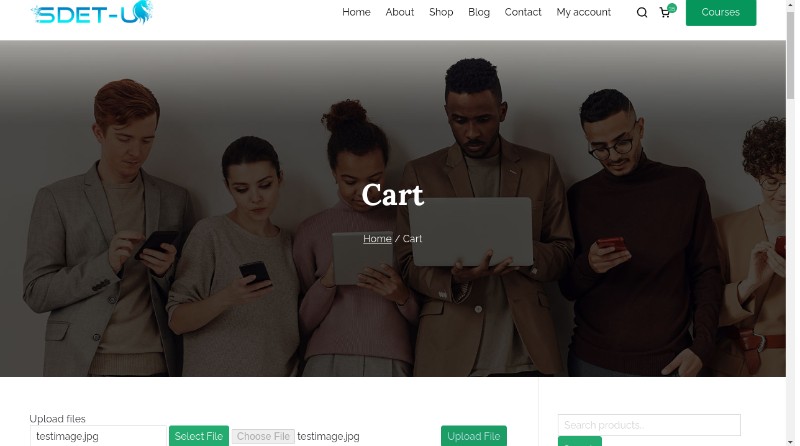 SDET-U
Home About Shop Blog Contact My account Courses
Cart
Home / Cart
Upload files
testimage.jpg Select File Choose File testimage.jpg Upload File
Search products…